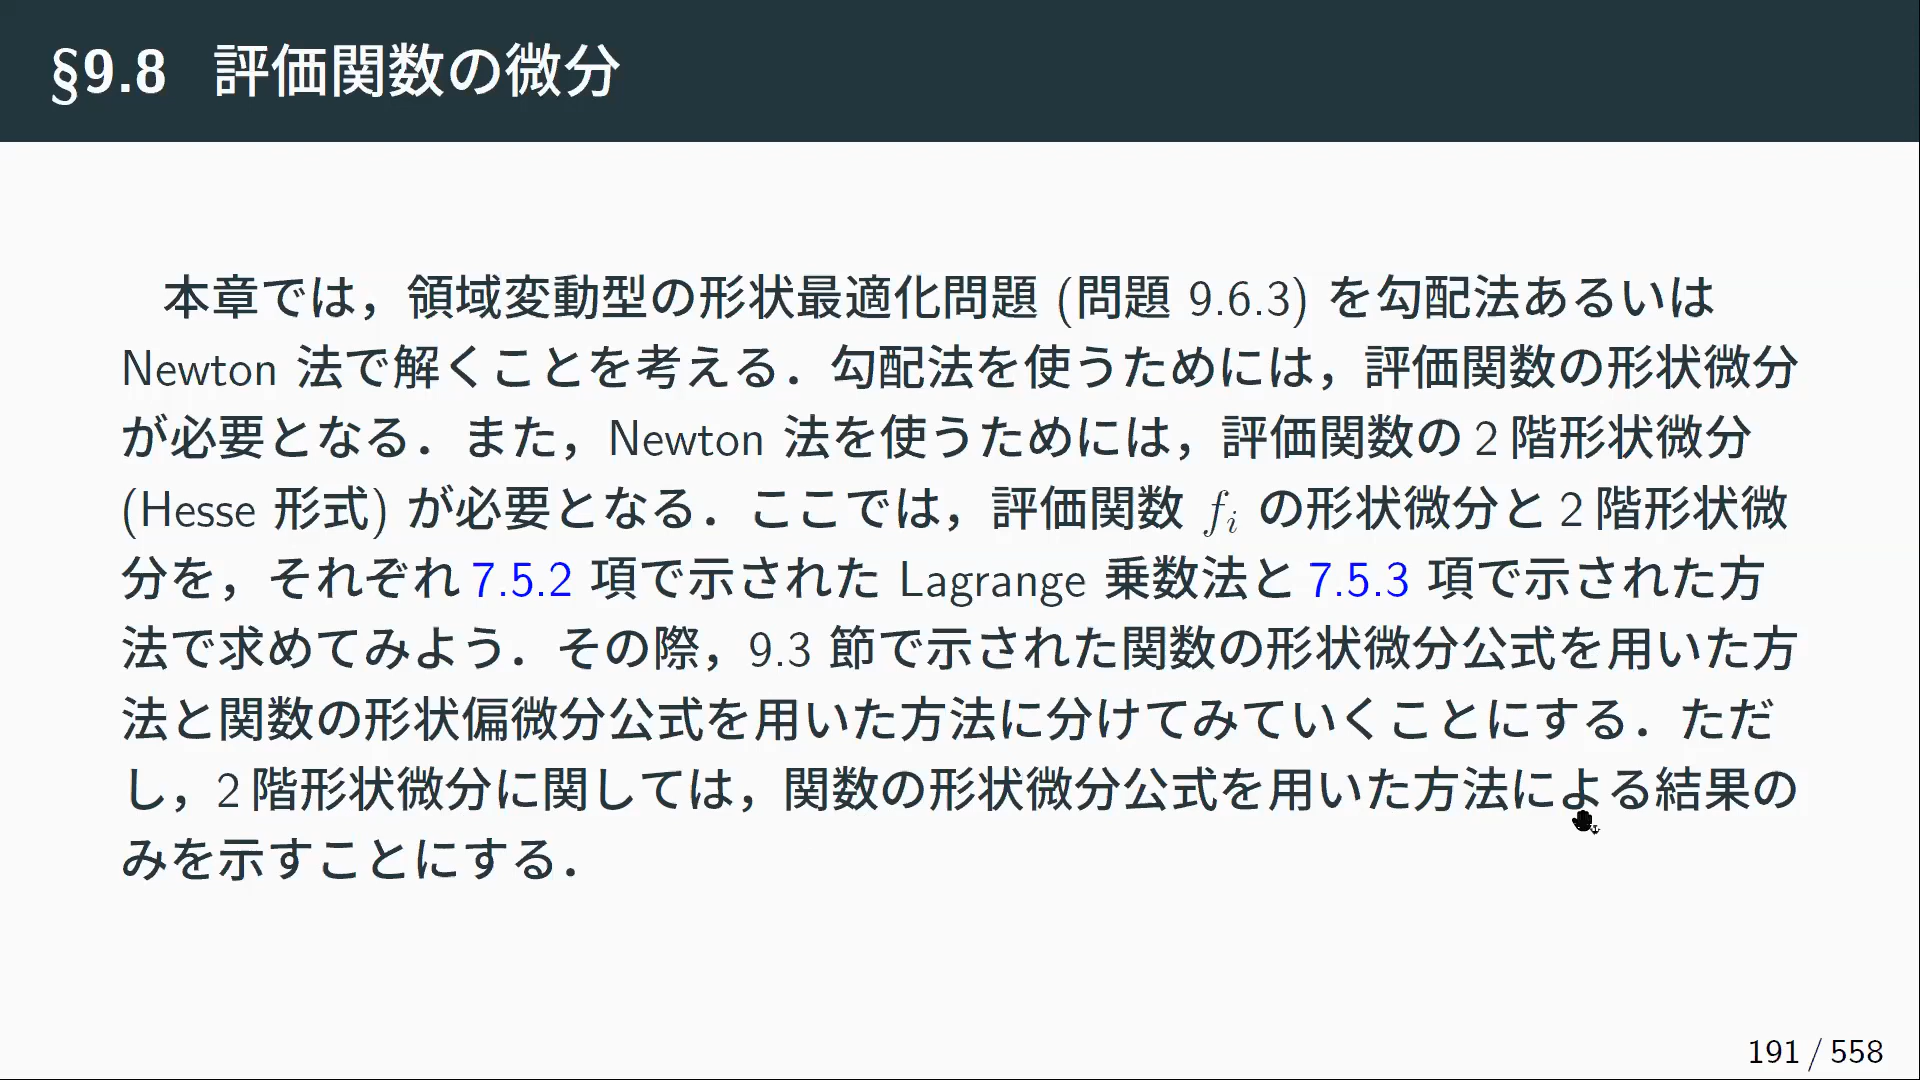 §9.8 評価関数の微分
本章では，領域変動型の形状最適化問題 (問題 9.6.3) を勾配法あるいは
Newton 法で解くことを考える．勾配法を使うためには，評価関数の形状微分
が必要となる．また，Newton 法を使うためには，評価関数の 2 階形状微分
(Hesse 形式) が必要となる．ここでは，評価関数 f_i の形状微分と 2 階形状微
分を，それぞれ 7.5.2 項で示された Lagrange 乗数法と 7.5.3 項で示された方
法で求めてみよう．その際，9.3 節で示された関数の形状微分公式を用いた方
法と関数の形状偏微分公式を用いた方法に分けてみていくことにする．ただ
し，2 階形状微分に関しては，関数の形状微分公式を用いた方法による結果の
みを示すことにする．
191 / 558